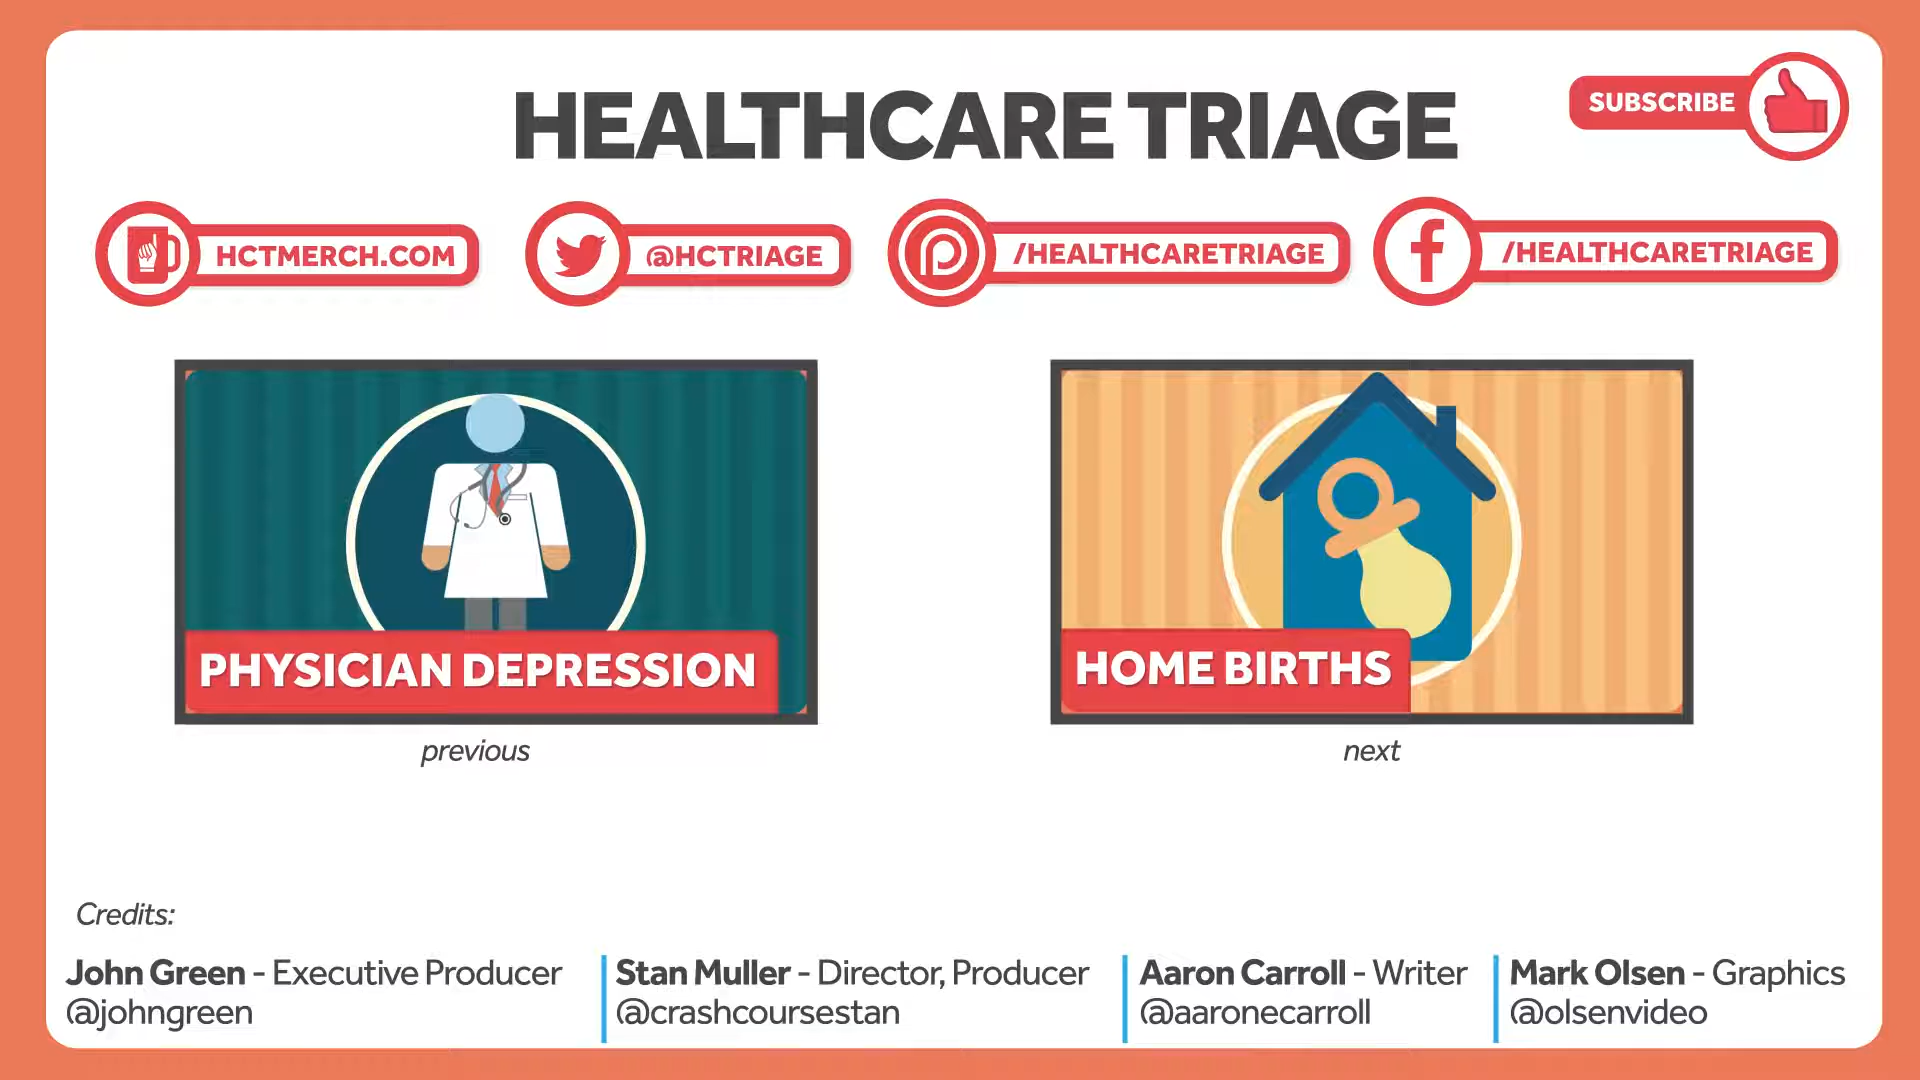 HEALTHCARE TRIAGE
SUBSCRIBE
HCTMERCH.COM
@HCTRIAGE
/HEALTHCARETRIAGE
/HEALTHCARETRIAGE
PHYSICIAN DEPRESSION
HOME BIRTHS
previous
next
Credits:
John Green - Executive Producer
@johngreen
Stan Muller - Director, Producer
@crashcoursestan
Aaron Carroll - Writer
@aaronecarroll
Mark Olsen - Graphics
@olsenvideo